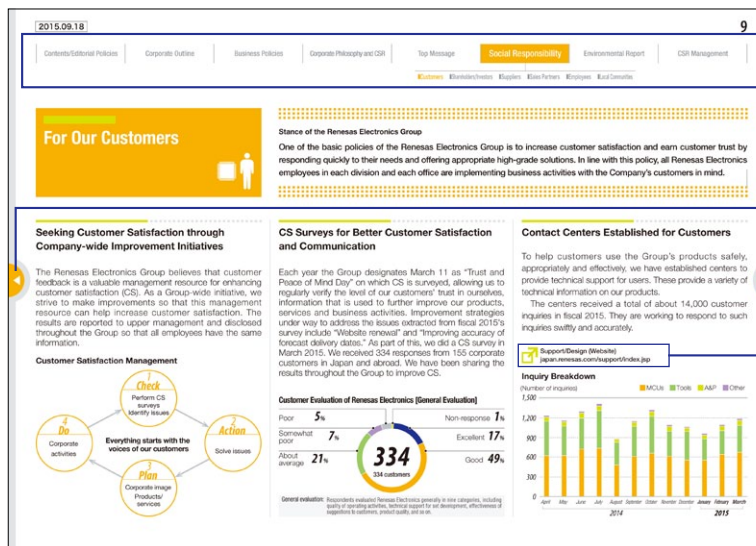 2015.09.18
9
Contents/Editorial Policies
Corporate Outline
Business Policies
Corporate Philosophy and CSR
Top Message
Social Responsibility
Environmental Report
CSR Management
Customers
Shareholders/Investors
Suppliers
Sales Partners
Employees
Local Communities
For Our Customers
Stance of the Renesas Electronics Group
One of the basic policies of the Renesas Electronics Group is to increase customer satisfaction and earn customer trust by
responding quickly to their needs and offering appropriate high-grade solutions. In line with this policy, all Renesas Electronics
employees in each division and each office are implementing business activities with the Company's customers in mind.
Seeking Customer Satisfaction through
Company-wide Improvement Initiatives
The Renesas Electronics Group believes that customer
feedback is a valuable management resource for enhancing
customer satisfaction (CS). As a Group-wide initiative, we
strive to make improvements so that this management
resource can help increase customer satisfaction. The
results are reported to upper management and disclosed
throughout the Group so that all employees have the same
information.
Customer Satisfaction Management
1
Check
Perform CS
surveys
Identify issues
4
Do
Corporate
activities
Everything starts with the
voices of our customers
2
Action
Solve issues
3
Plan
Corporate image
Products/
services
CS Surveys for Better Customer Satisfaction
and Communication
Each year the Group designates March 11 as "Trust and
Peace of Mind Day" on which CS is surveyed, allowing us to
regularly verify the level of our customers' trust in ourselves,
information that is used to further improve our products,
services and business activities. Improvement strategies
under way to address the issues extracted from fiscal 2015's
survey include "Website renewal" and "Improving accuracy of
forecast delivery dates." As part of this, we did a CS survey in
March 2015. We received 334 responses from 155 corporate
customers in Japan and abroad. We have been sharing the
results throughout the Group to improve CS.
Customer Evaluation of Renesas Electronics [General Evaluation]
Poor 5%
Somewhat
poor 7%
About
average 21%
334
334 customers
Non-response 1%
Excellent 17%
Good 49%
General evaluation: Respondents evaluated Renesas Electronics generally in nine categories, including
quality of operating activities, technical support for set development, effectiveness of
suggestions to customers, product quality, and so on.
Contact Centers Established for Customers
To help customers use the Group's products safely,
appropriately and effectively, we have established centers to
provide technical support for users. These provide a variety of
technical information on our products.
The centers received a total of about 14,000 customer
inquiries in fiscal 2015. They are working to respond to such
inquiries swiftly and accurately.
Support/Design (Website)
japan.renesas.com/support/index.jsp
Inquiry Breakdown
(Number of inquiries)
MCUs Tools A&P Other
1,500
1,200
900
600
300
0
April May June July August September October November December January February March
2014 2015